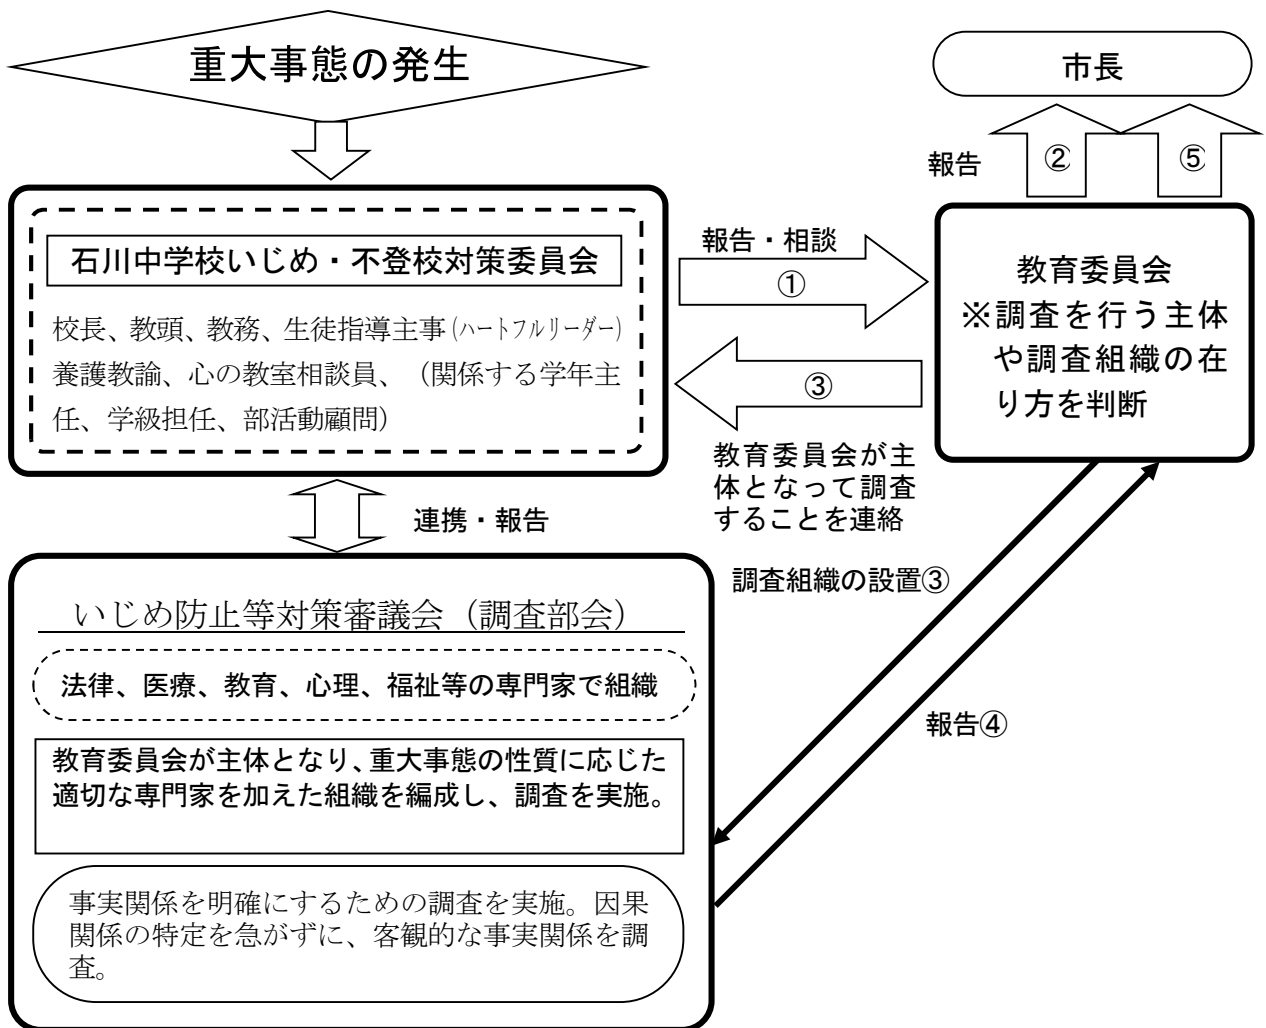 重大事態の発生
市長
報告
②
⑤
石川中学校いじめ・不登校対策委員会
校長、教頭、教務、生徒指導主事(ハートフルリーダー)
養護教諭、心の教室相談員、（関係する学年主
任、学級担任、部活動顧問）
報告・相談
①
③
教育委員会が主
体となって調査
することを連絡
教育委員会
※調査を行う主体
や調査組織の在
り方を判断
連携・報告
調査組織の設置③
報告④
いじめ防止等対策審議会（調査部会）
法律、医療、教育、心理、福祉等の専門家で組織
教育委員会が主体となり、重大事態の性質に応じた
適切な専門家を加えた組織を編成し、調査を実施。
事実関係を明確にするための調査を実施。因果
関係の特定を急がずに、客観的な事実関係を調
査。